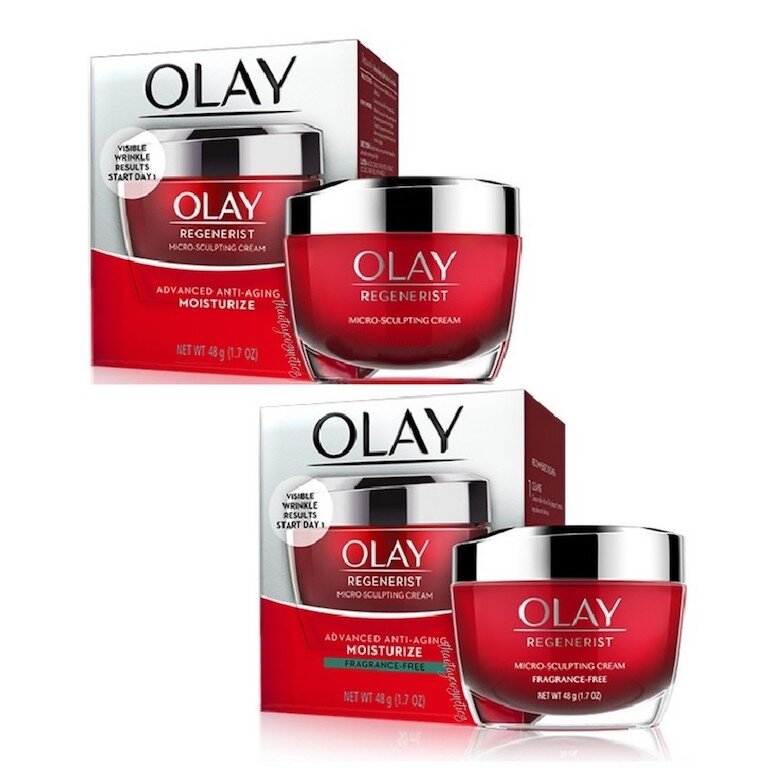 OLAY
VISIBLE
WRINKLE
RESULTS
START DAY 1
OLAY
REGENERIST
MICRO-SCULPTING CREAM
ADVANCED ANTI-AGING
MOISTURIZE
NET WT 48 g (1.7 OZ)
OLAY
REGENERIST
MICRO-SCULPTING CREAM
OLAY
VISIBLE
WRINKLE
RESULTS
START DAY 1
OLAY
REGENERIST
MICRO-SCULPTING CREAM
ADVANCED ANTI-AGING
MOISTURIZE
FRAGRANCE-FREE
NET WT 48 g (1.7 OZ)
OLAY
REGENERIST
MICRO-SCULPTING CREAM
FRAGRANCE-FREE
NET WT 48 g (1.7 OZ)